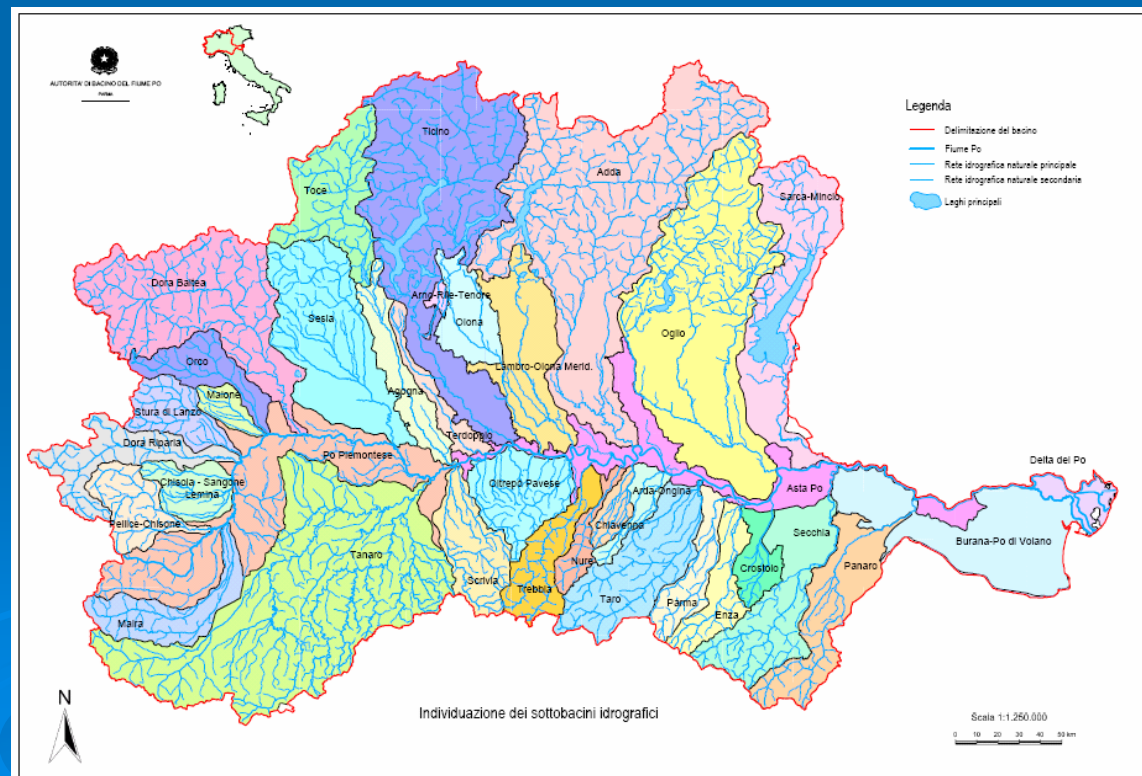 AUTORITA' DI BACINO DEL FIUME PO
PARMA
Legenda
Delimitazione del bacino
Fiume Po
Rete idrografica naturale principale
Rete idrografica naturale secondaria
Laghi principali
Ticino
Adda
Toce
Sarca-Mincio
Dora Baltea
Arno-Rile-Tenore
Olona
Sesia
Oglio
Orco
Lambro-Olona Merid.
Agogna
Malone
Stura di Lanzo
Terdoppio
Dora Riparia
Po Piemontese
Delta del Po
Chisola - Sangone
Lemina
Oltrepò Pavese
Arda-Ongina
Asta Po
Pellice-Chisone
Chiavenna
Secchia
Burana-Po di Volano
Tanaro
Nure
Crostolo
Panaro
Scrivia
Trebbia
Taro
Parma
Enza
Maira
N
Individuazione dei sottobacini idrografici
Scala 1:1.250.000
0 10 20 30 40 50 km